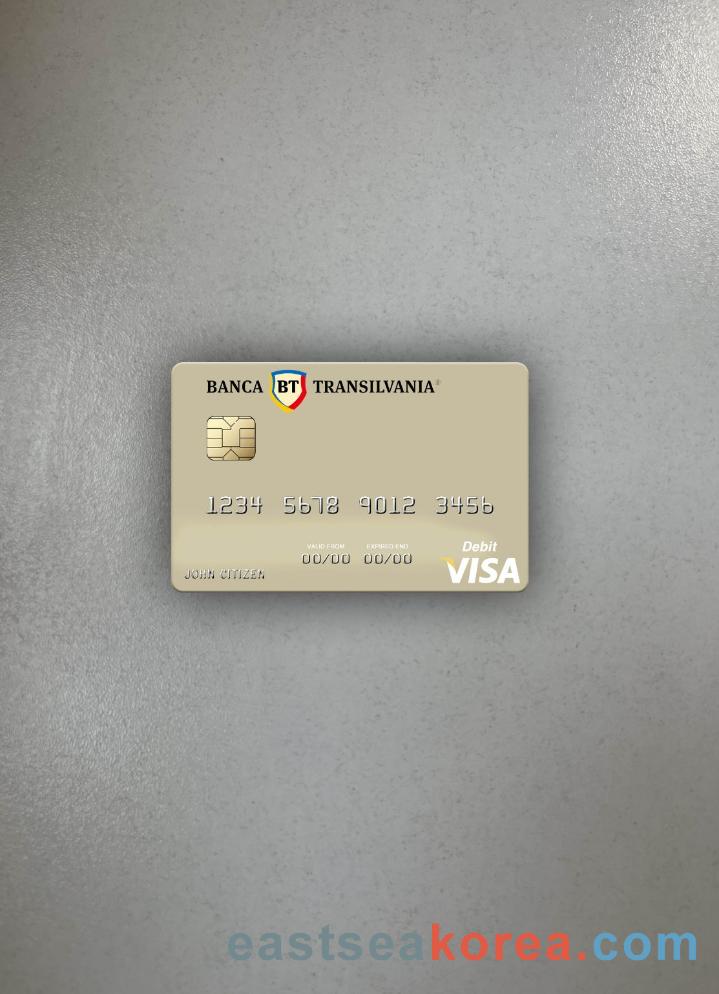 BANCA BT TRANSILVANIA®
1234 5678 9012 3456
VALID FROM EXPIRED END
00/00 00/00
Debit
JOHN CITIZEN
VISA
eastseakorea.com